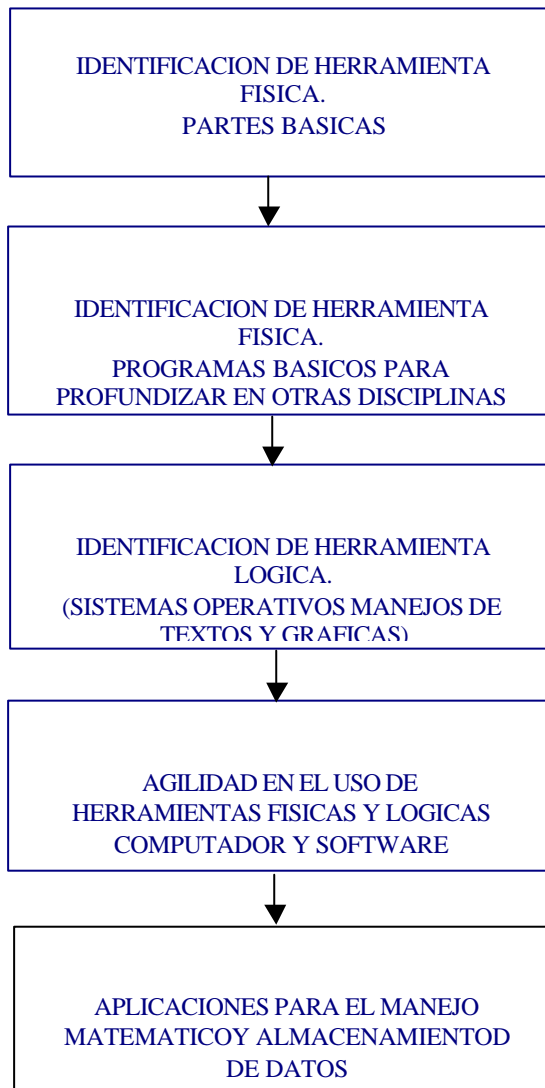 IDENTIFICACION DE HERRAMIENTA
FISICA.
PARTES BASICAS
IDENTIFICACION DE HERRAMIENTA
FISICA.
PROGRAMAS BASICOS PARA
PROFUNDIZAR EN OTRAS DISCIPLINAS
IDENTIFICACION DE HERRAMIENTA
LOGICA.
(SISTEMAS OPERATIVOS MANEJOS DE
TEXTOS Y GRAFICAS)
AGILIDAD EN EL USO DE
HERRAMIENTAS FISICAS Y LOGICAS
COMPUTADOR Y SOFTWARE
APLICACIONES PARA EL MANEJO
MATEMATICOY ALMACENAMIENTOD
DE DATOS